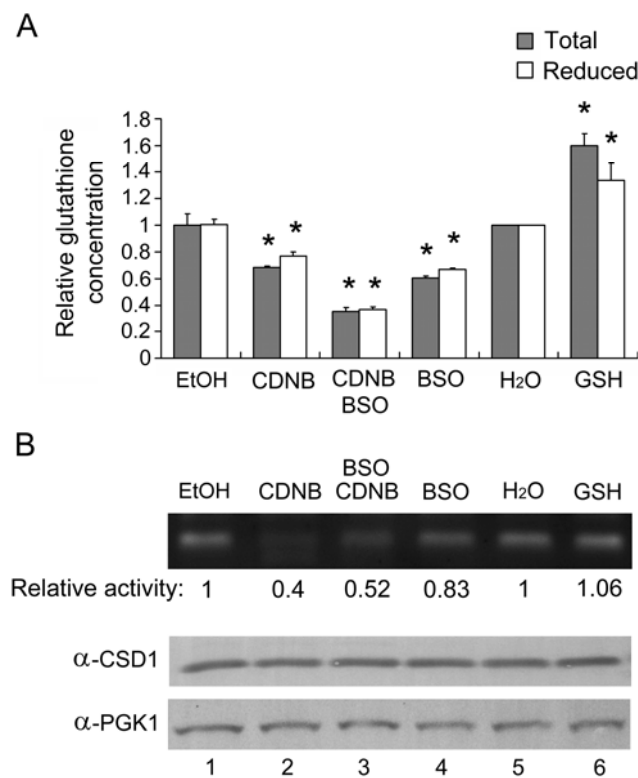 A
Total
Reduced
Relative glutathione
concentration
1.8
1.6
1.4
1.2
1
0.8
0.6
0.4
0.2
0
* * * * * * * *
EtOH CDNB CDNB BSO H2O GSH
BSO
B
BSO
EtOH CDNB CDNB BSO H2O GSH
Relative activity: 1 0.4 0.52 0.83 1 1.06
α-CSD1
α-PGK1
1 2 3 4 5 6